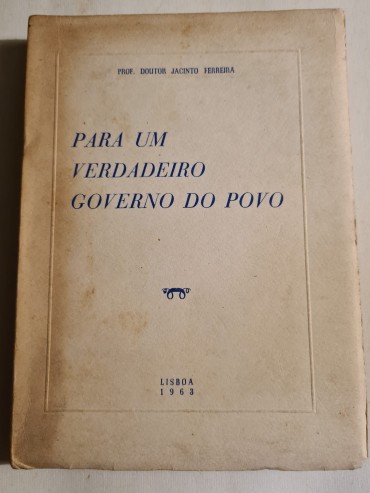 PROF. DOUTOR JACINTO FERREIRA
PARA UM
VERDADEIRO
GOVERNO DO POVO
LISBOA
1963